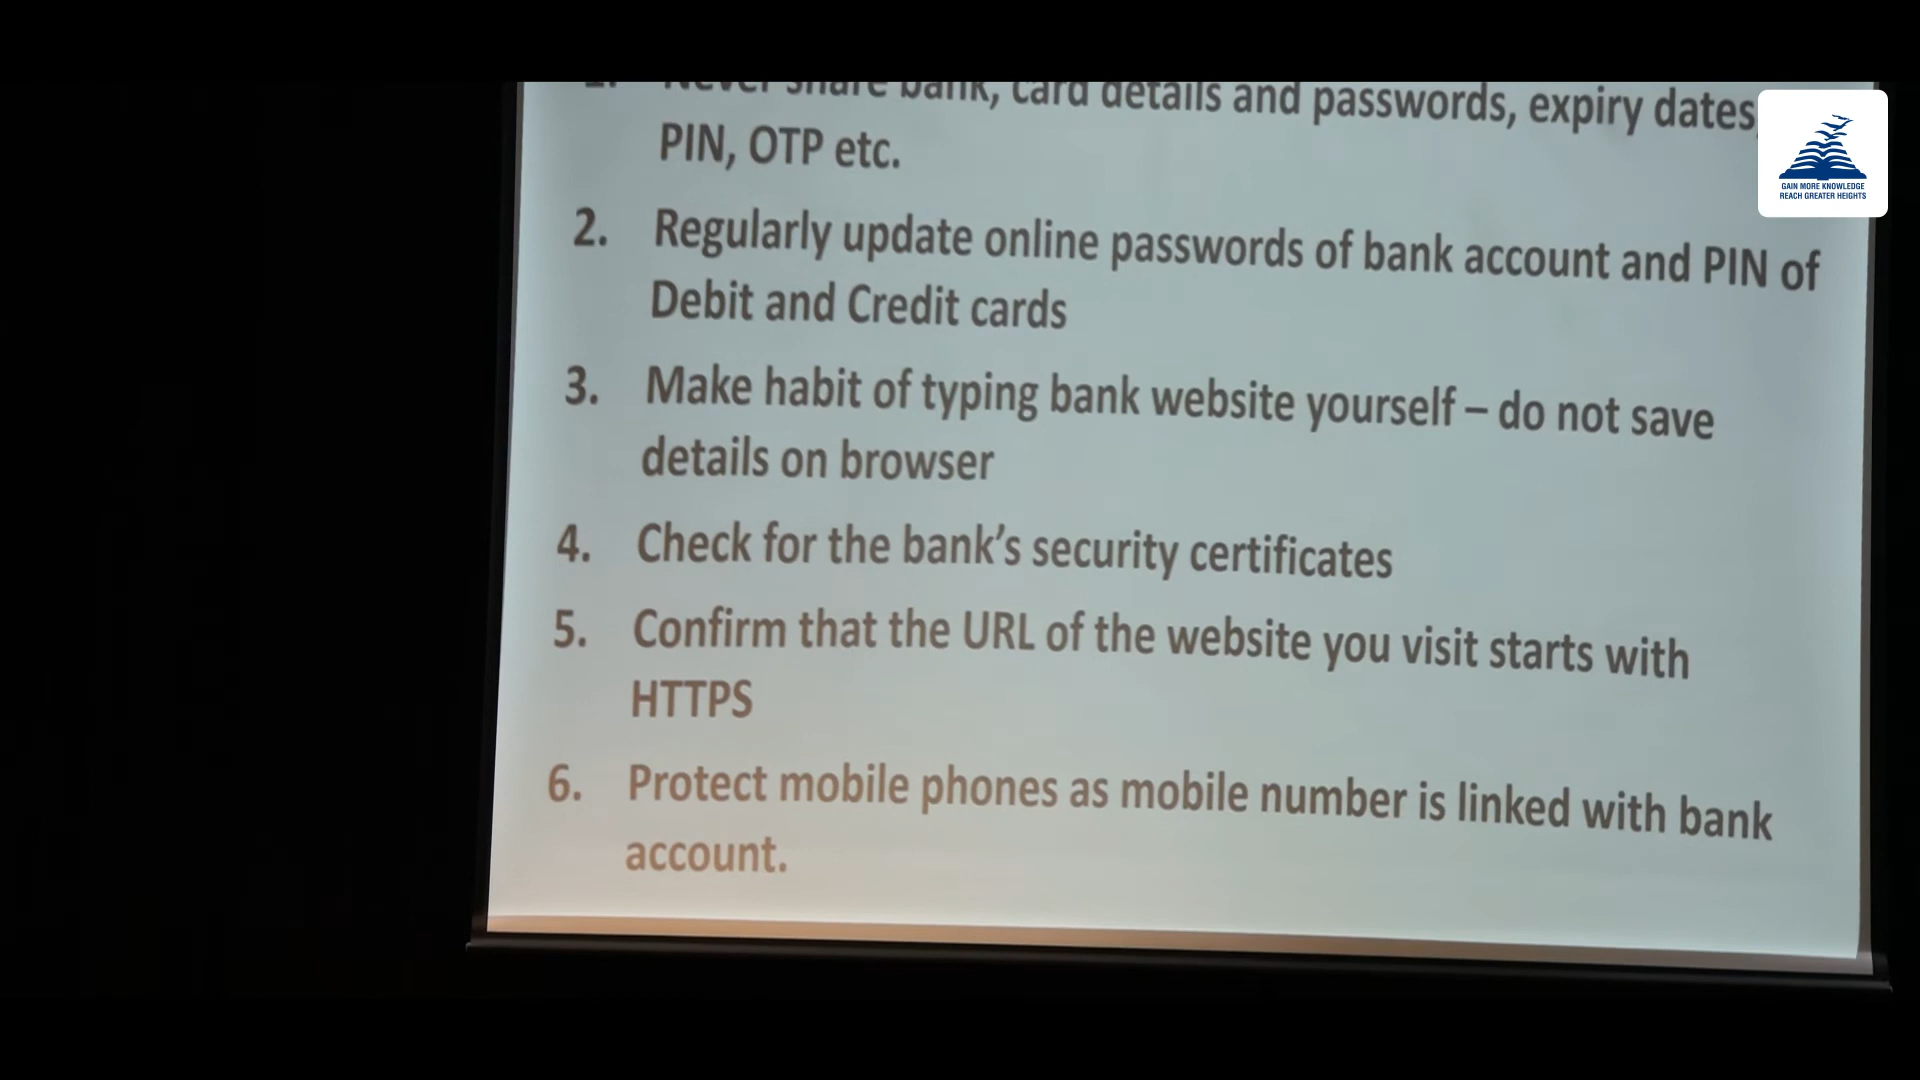 1. Never share bank, card details and passwords, expiry dates,
PIN, OTP etc.
2. Regularly update online passwords of bank account and PIN of
Debit and Credit cards
3. Make habit of typing bank website yourself – do not save
details on browser
4. Check for the bank's security certificates
5. Confirm that the URL of the website you visit starts with
HTTPS
6. Protect mobile phones as mobile number is linked with bank
account.
GAIN MORE KNOWLEDGE
REACH GREATER HEIGHTS